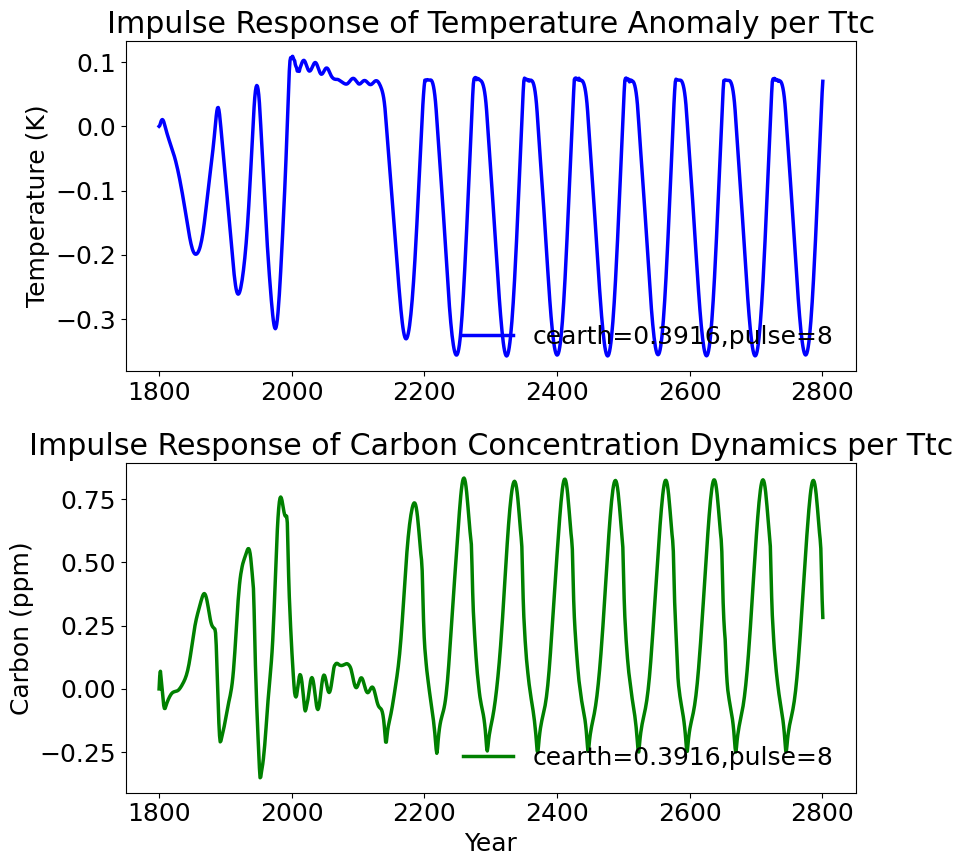 Impulse Response of Temperature Anomaly per Ttc
Temperature (K)
0.1
0.0
−0.1
−0.2
−0.3
cearth=0.3916,pulse=8
1800 2000 2200 2400 2600 2800
Impulse Response of Carbon Concentration Dynamics per Ttc
Carbon (ppm)
0.75
0.50
0.25
0.00
−0.25
cearth=0.3916,pulse=8
1800 2000 2200 2400 2600 2800
Year